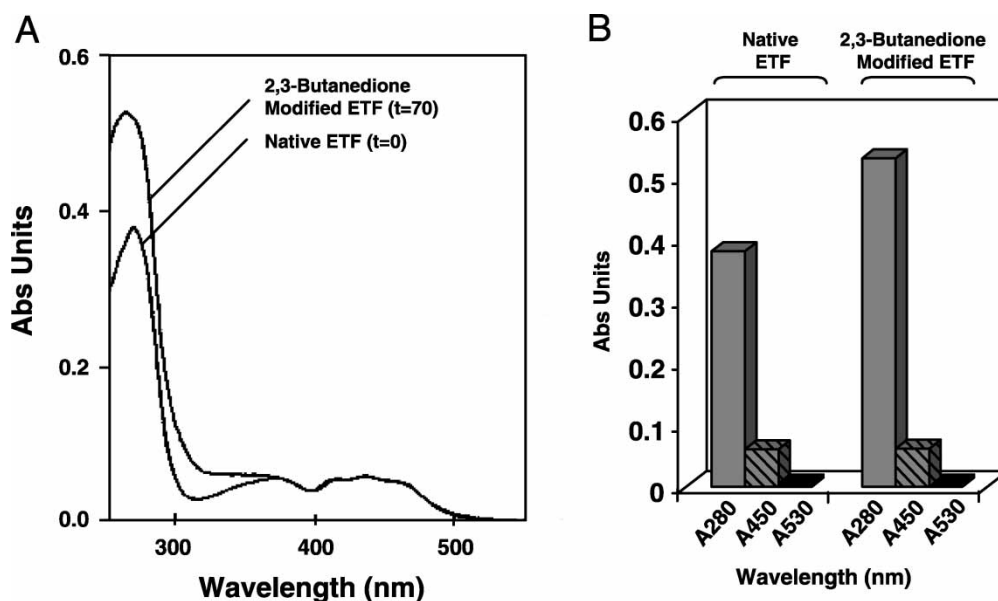 A
Abs Units
0.6
0.4
0.2
0.0
2,3-Butanedione
Modified ETF (t=70)
Native ETF (t=0)
300
400
500
Wavelength (nm)
B
Native
ETF
2,3-Butanedione
Modified ETF
Abs Units
0.6
0.5
0.4
0.3
0.2
0.1
0
A280
A450
A530
A280
A450
A530
Wavelength (nm)